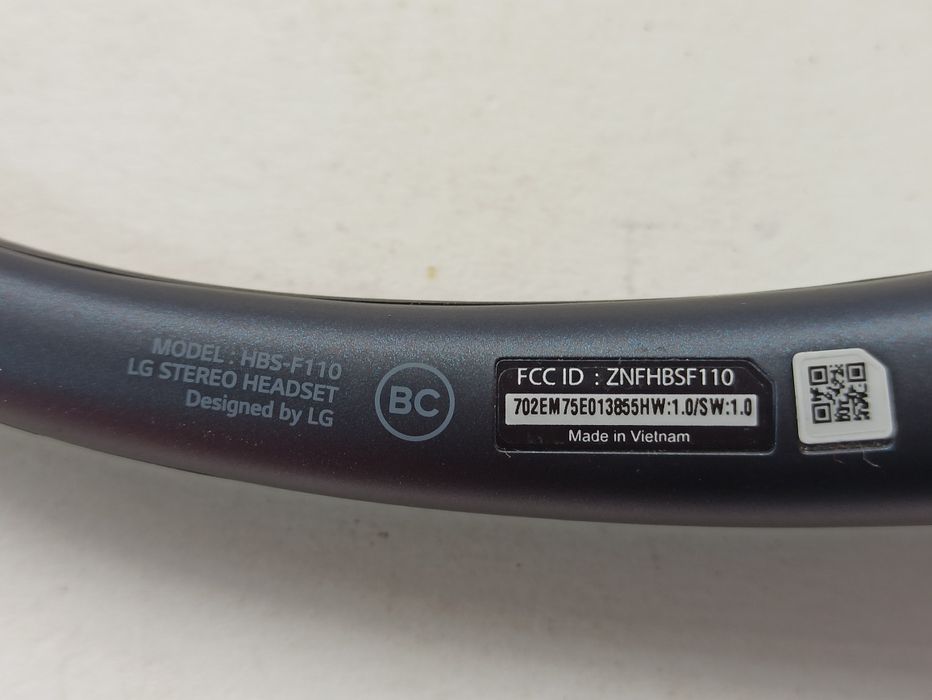 MODEL : HBS-F110
LG STEREO HEADSET
Designed by LG
BC
FCC ID : ZNFHBSF110
702EM75E013855HW:1.0/SW:1.0
Made in Vietnam